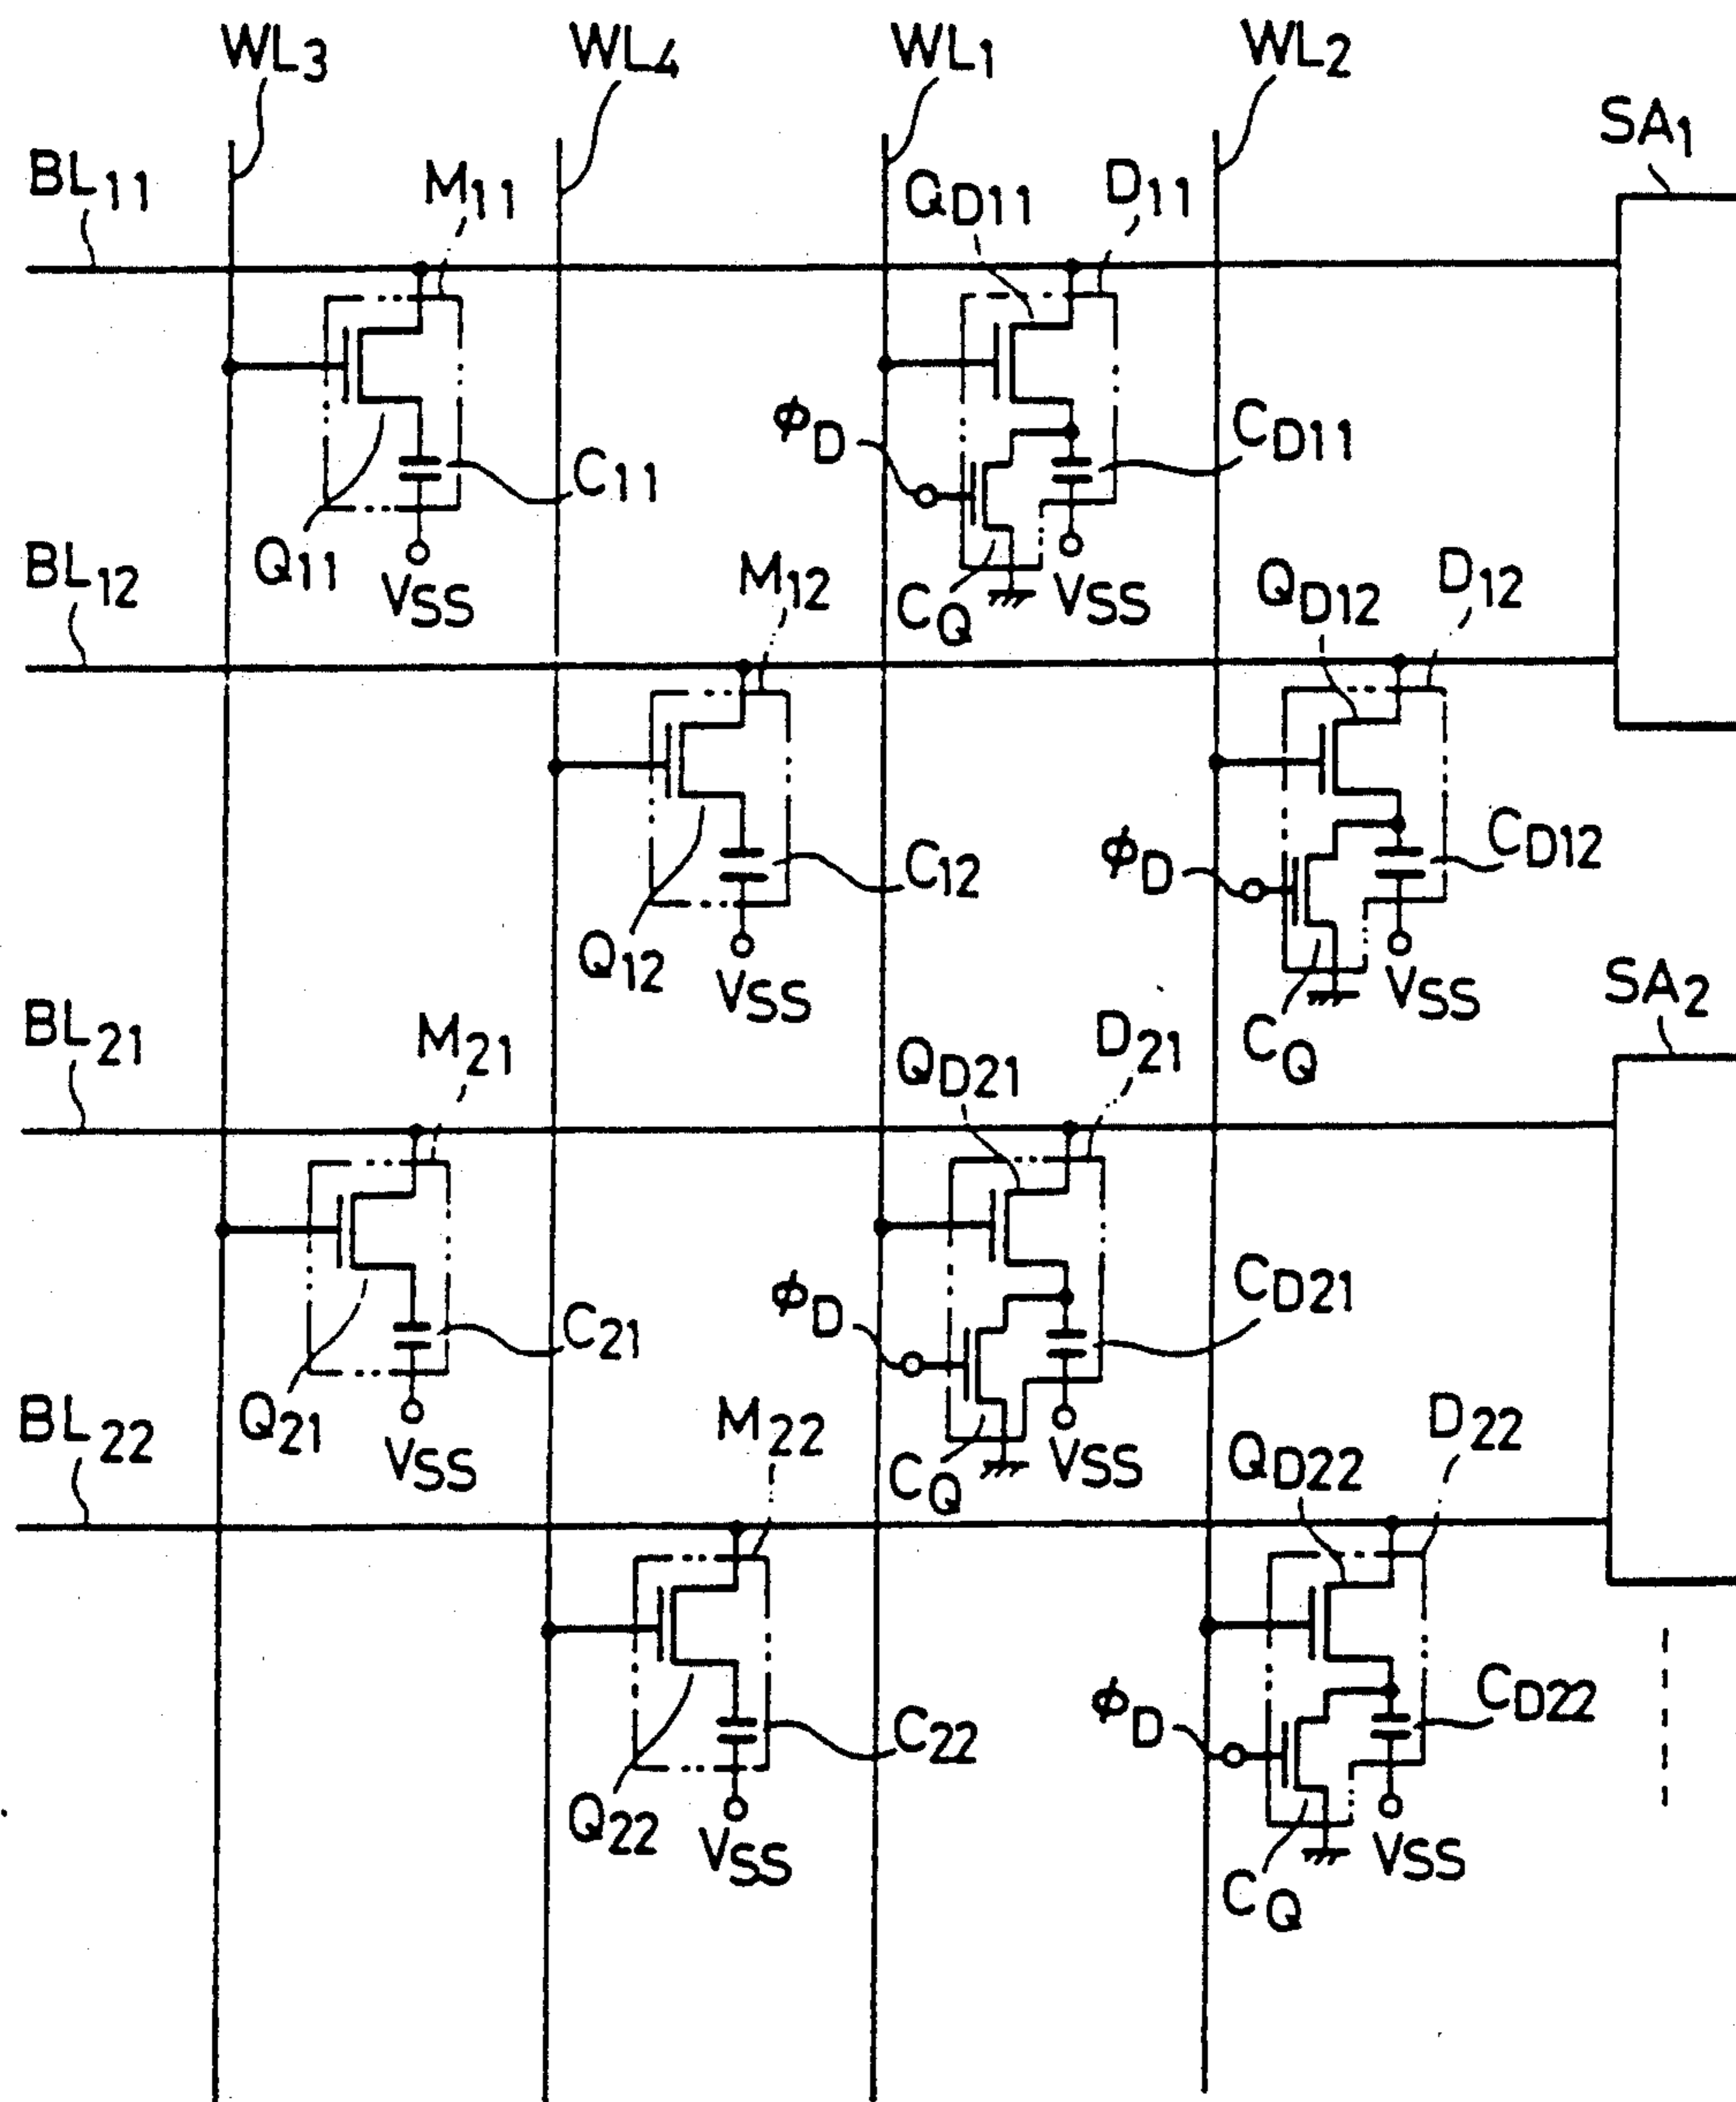 WL3 WL4 WL1 WL2
SA1
BL11 M11 QD11 D11
φD CD11
C11
Q11 VSS CQ VSS
BL12 M12 QD12 D12
φD CD12
C12
Q12 VSS CQ VSS
SA2
BL21 M21 QD21 D21
φD CD21
C21
Q21 VSS CQ VSS
BL22 M22 QD22 D22
φD CD22
C22
Q22 VSS CQ VSS